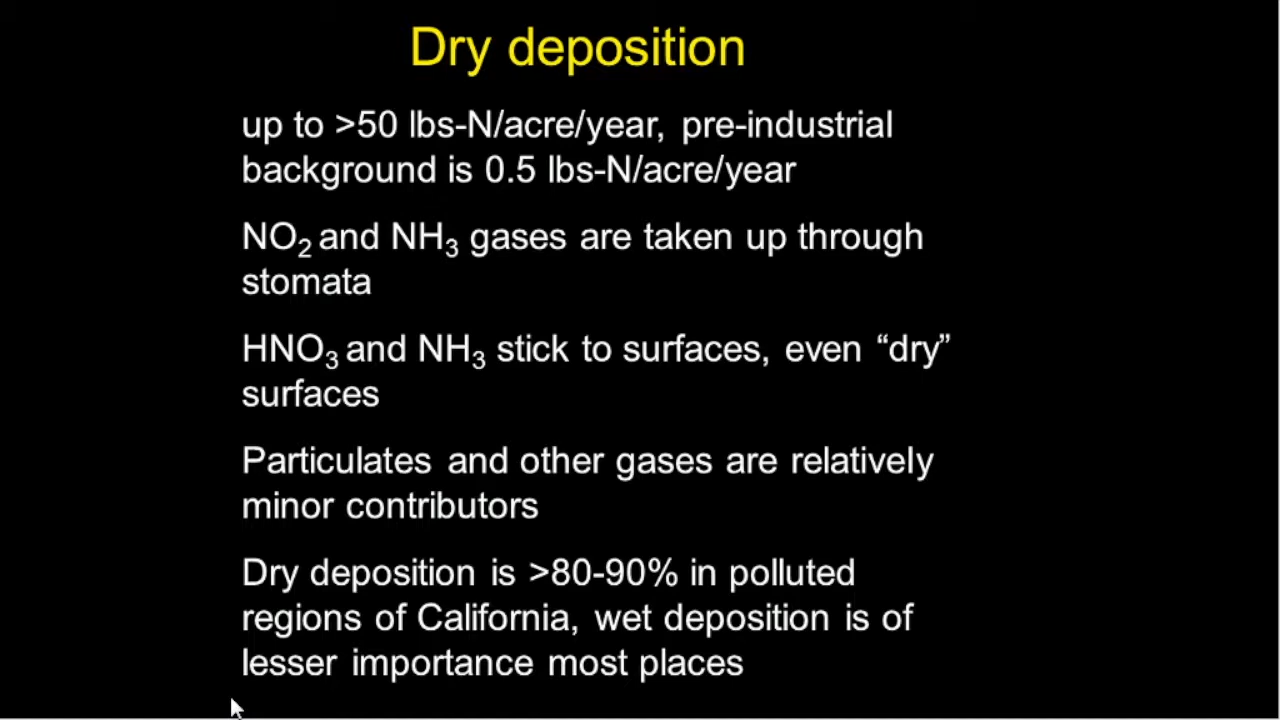 Dry deposition
up to >50 lbs-N/acre/year, pre-industrial
background is 0.5 lbs-N/acre/year
NO₂ and NH₃ gases are taken up through
stomata
HNO₃ and NH₃ stick to surfaces, even “dry”
surfaces
Particulates and other gases are relatively
minor contributors
Dry deposition is >80-90% in polluted
regions of California, wet deposition is of
lesser importance most places